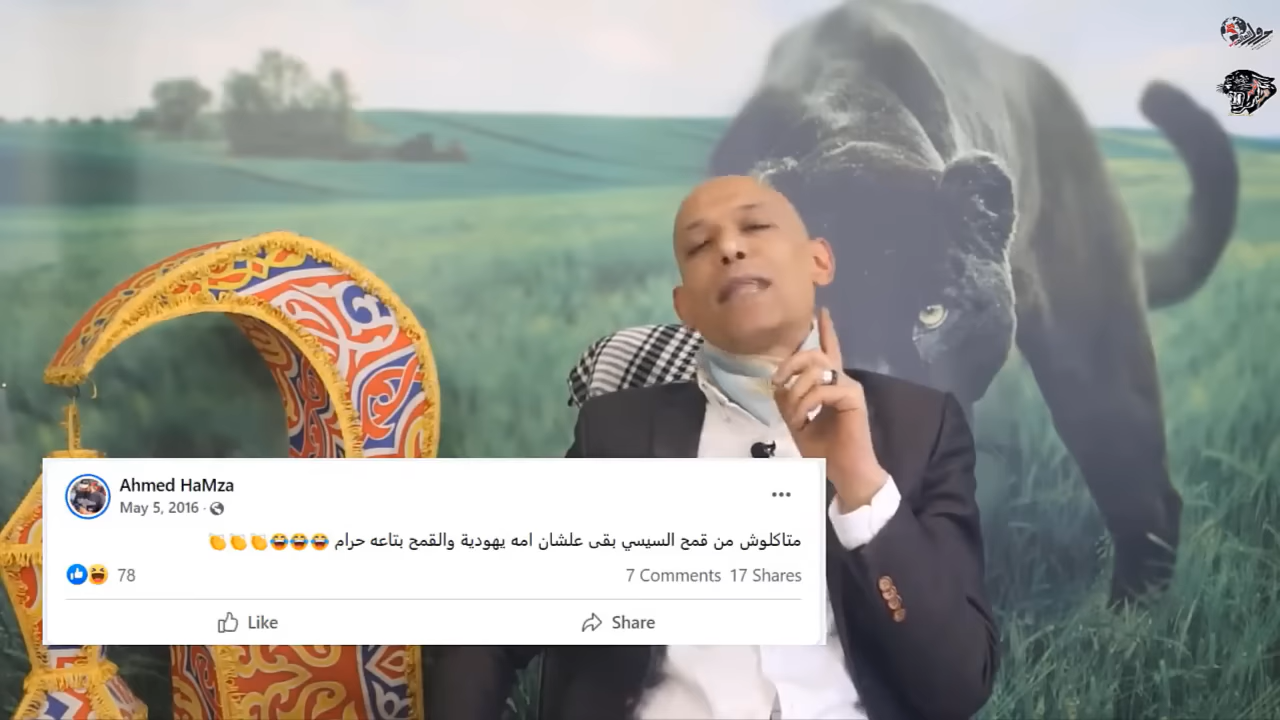 Ahmed HaMza
May 5, 2016
متاكلوش من قمح السيسي بقى علشان امه يهودية والقمح بتاعه حرام 😂😂😂👏👏👏
78
7 Comments 17 Shares
Like
Share